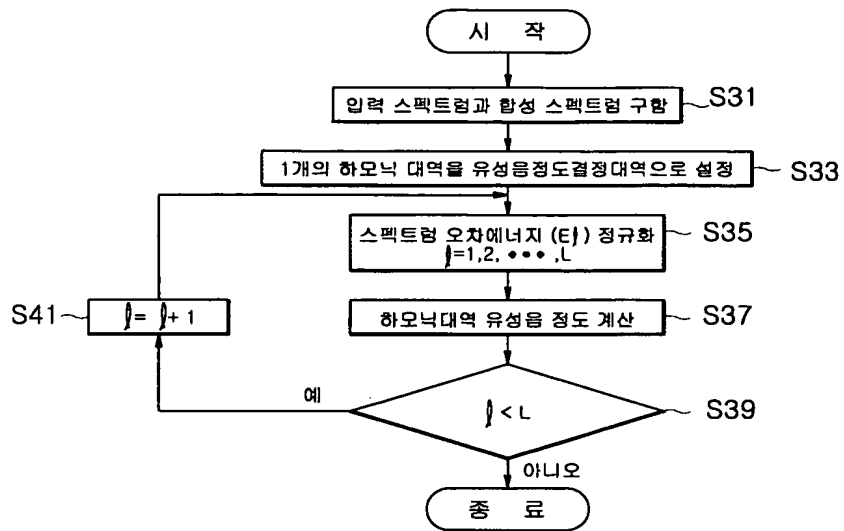 시 작
입력 스펙트럼과 합성 스펙트럼 구함
S31
1개의 하모닉 대역을 유성음정도결정대역으로 설정
S33
스펙트럼 오차에너지 (Eℓ) 정규화
ℓ=1,2, ••• ,L
S35
S41
ℓ= ℓ+ 1
하모닉대역 유성음 정도 계산
S37
예
ℓ < L
S39
아니오
종 료